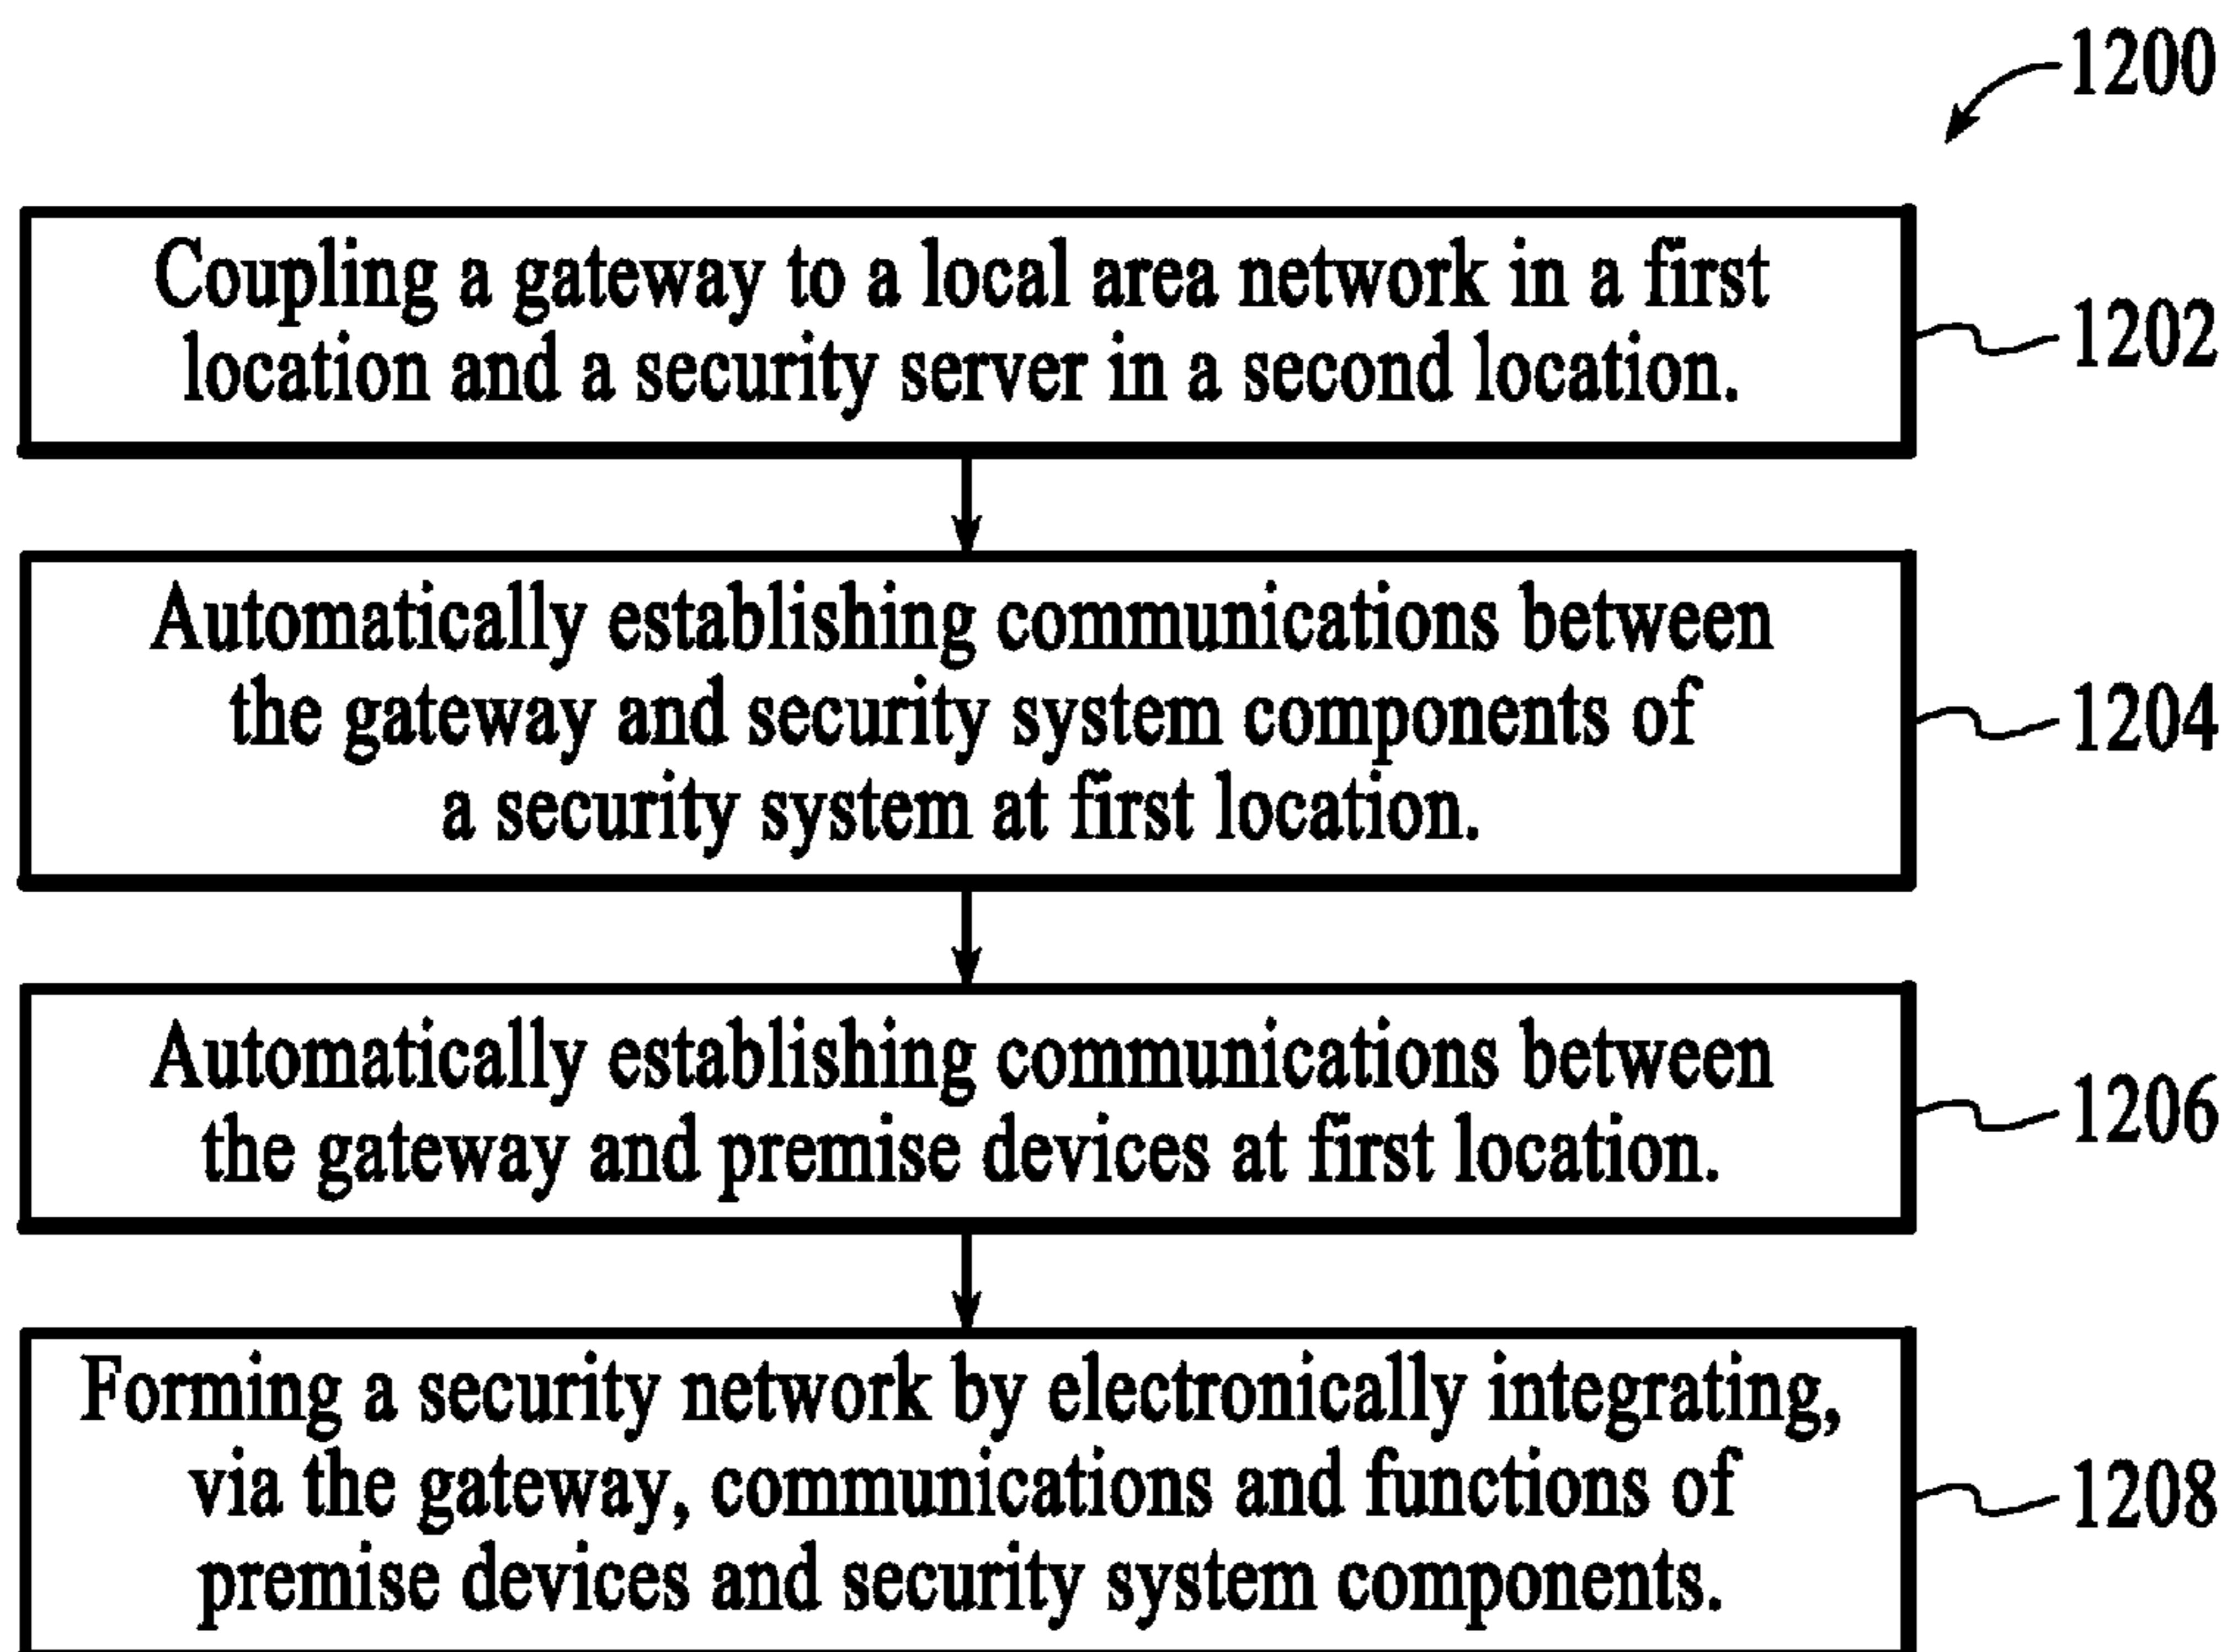 1200
Coupling a gateway to a local area network in a first
location and a security server in a second location.
1202
Automatically establishing communications between
the gateway and security system components of
a security system at first location.
1204
Automatically establishing communications between
the gateway and premise devices at first location.
1206
Forming a security network by electronically integrating,
via the gateway, communications and functions of
premise devices and security system components.
1208